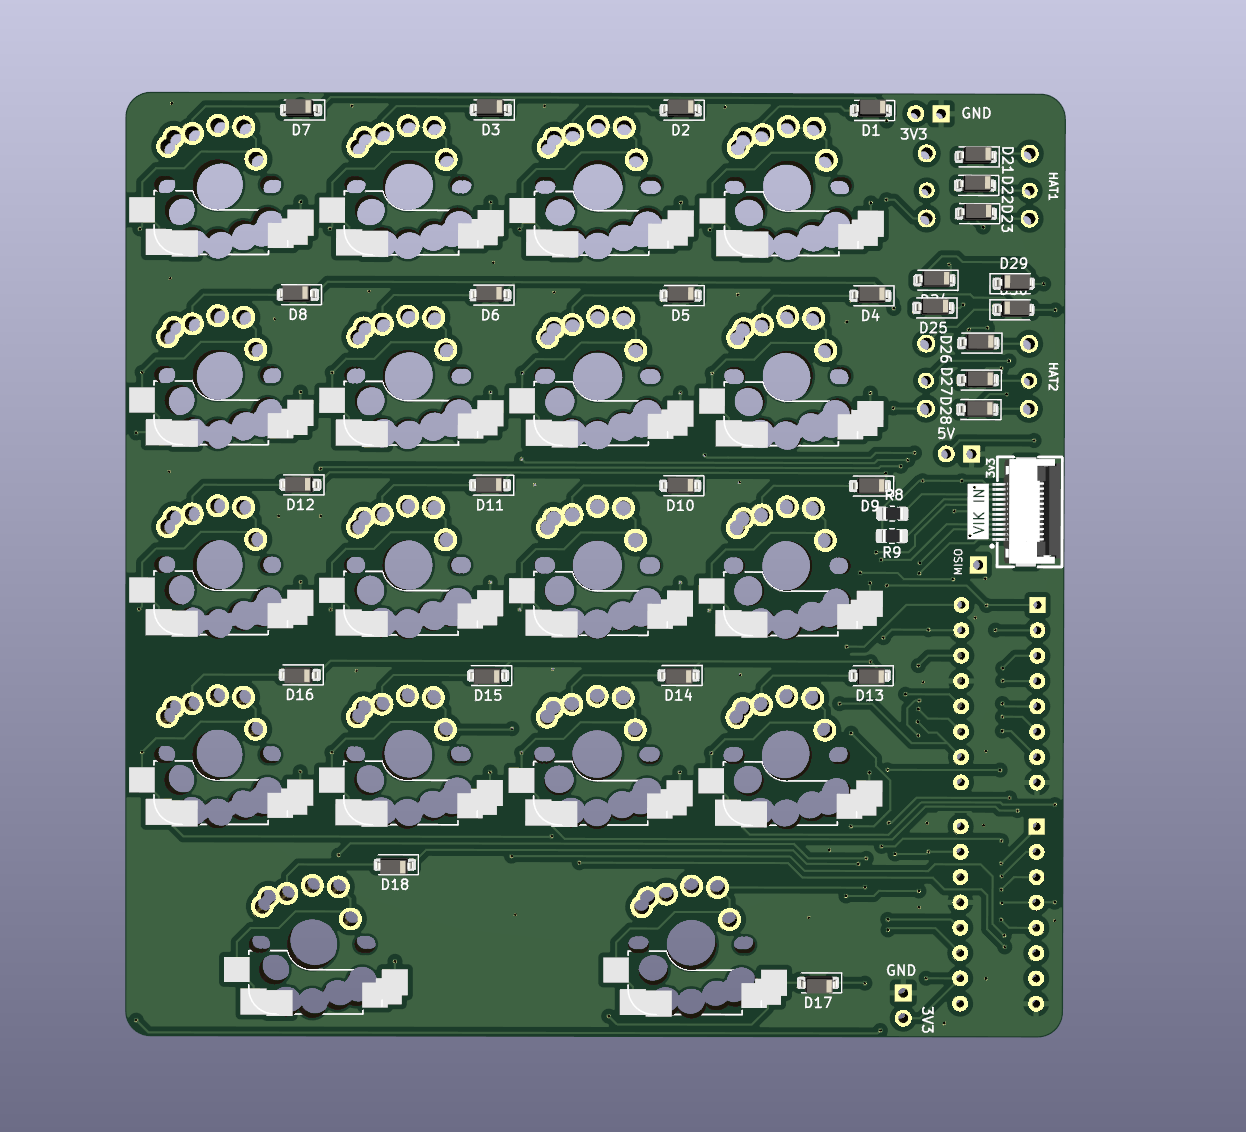 D7
D3
D2
D1
3V3
GND
D21
D22
D23
HAT1
D8
D6
D5
D4
D29
D25
D26
D27
D28
HAT2
5V
3v3
D12
D11
D10
D9
R8
R9
VIK IN
MISO
D16
D15
D14
D13
D18
D17
GND
3V3